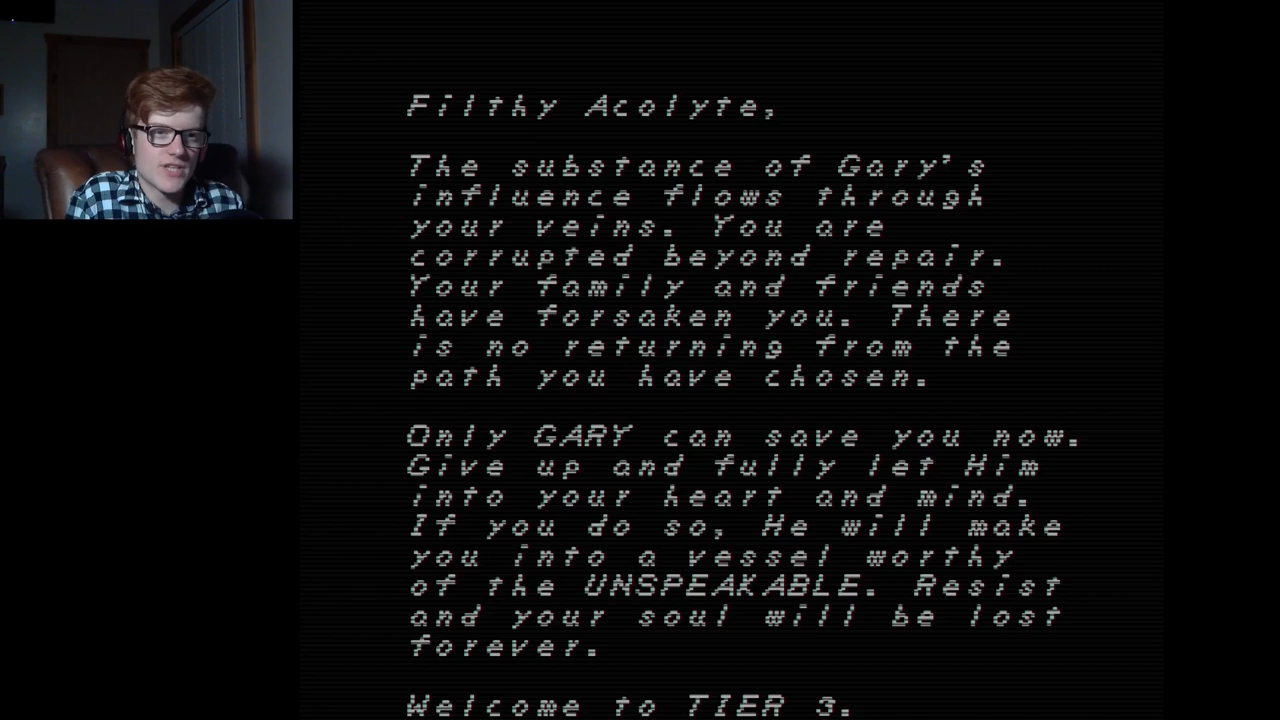 Filthy Acolyte,
The substance of Gary's
influence flows through
your veins. You are
corrupted beyond repair.
Your family and friends
have forsaken you. There
is no returning from the
path you have chosen.
Only GARY can save you now.
Give up and fully let Him
into your heart and mind.
If you do so, He will make
you into a vessel worthy
of the UNSPEAKABLE. Resist
and your soul will be lost
forever.
Welcome to TIER 3.